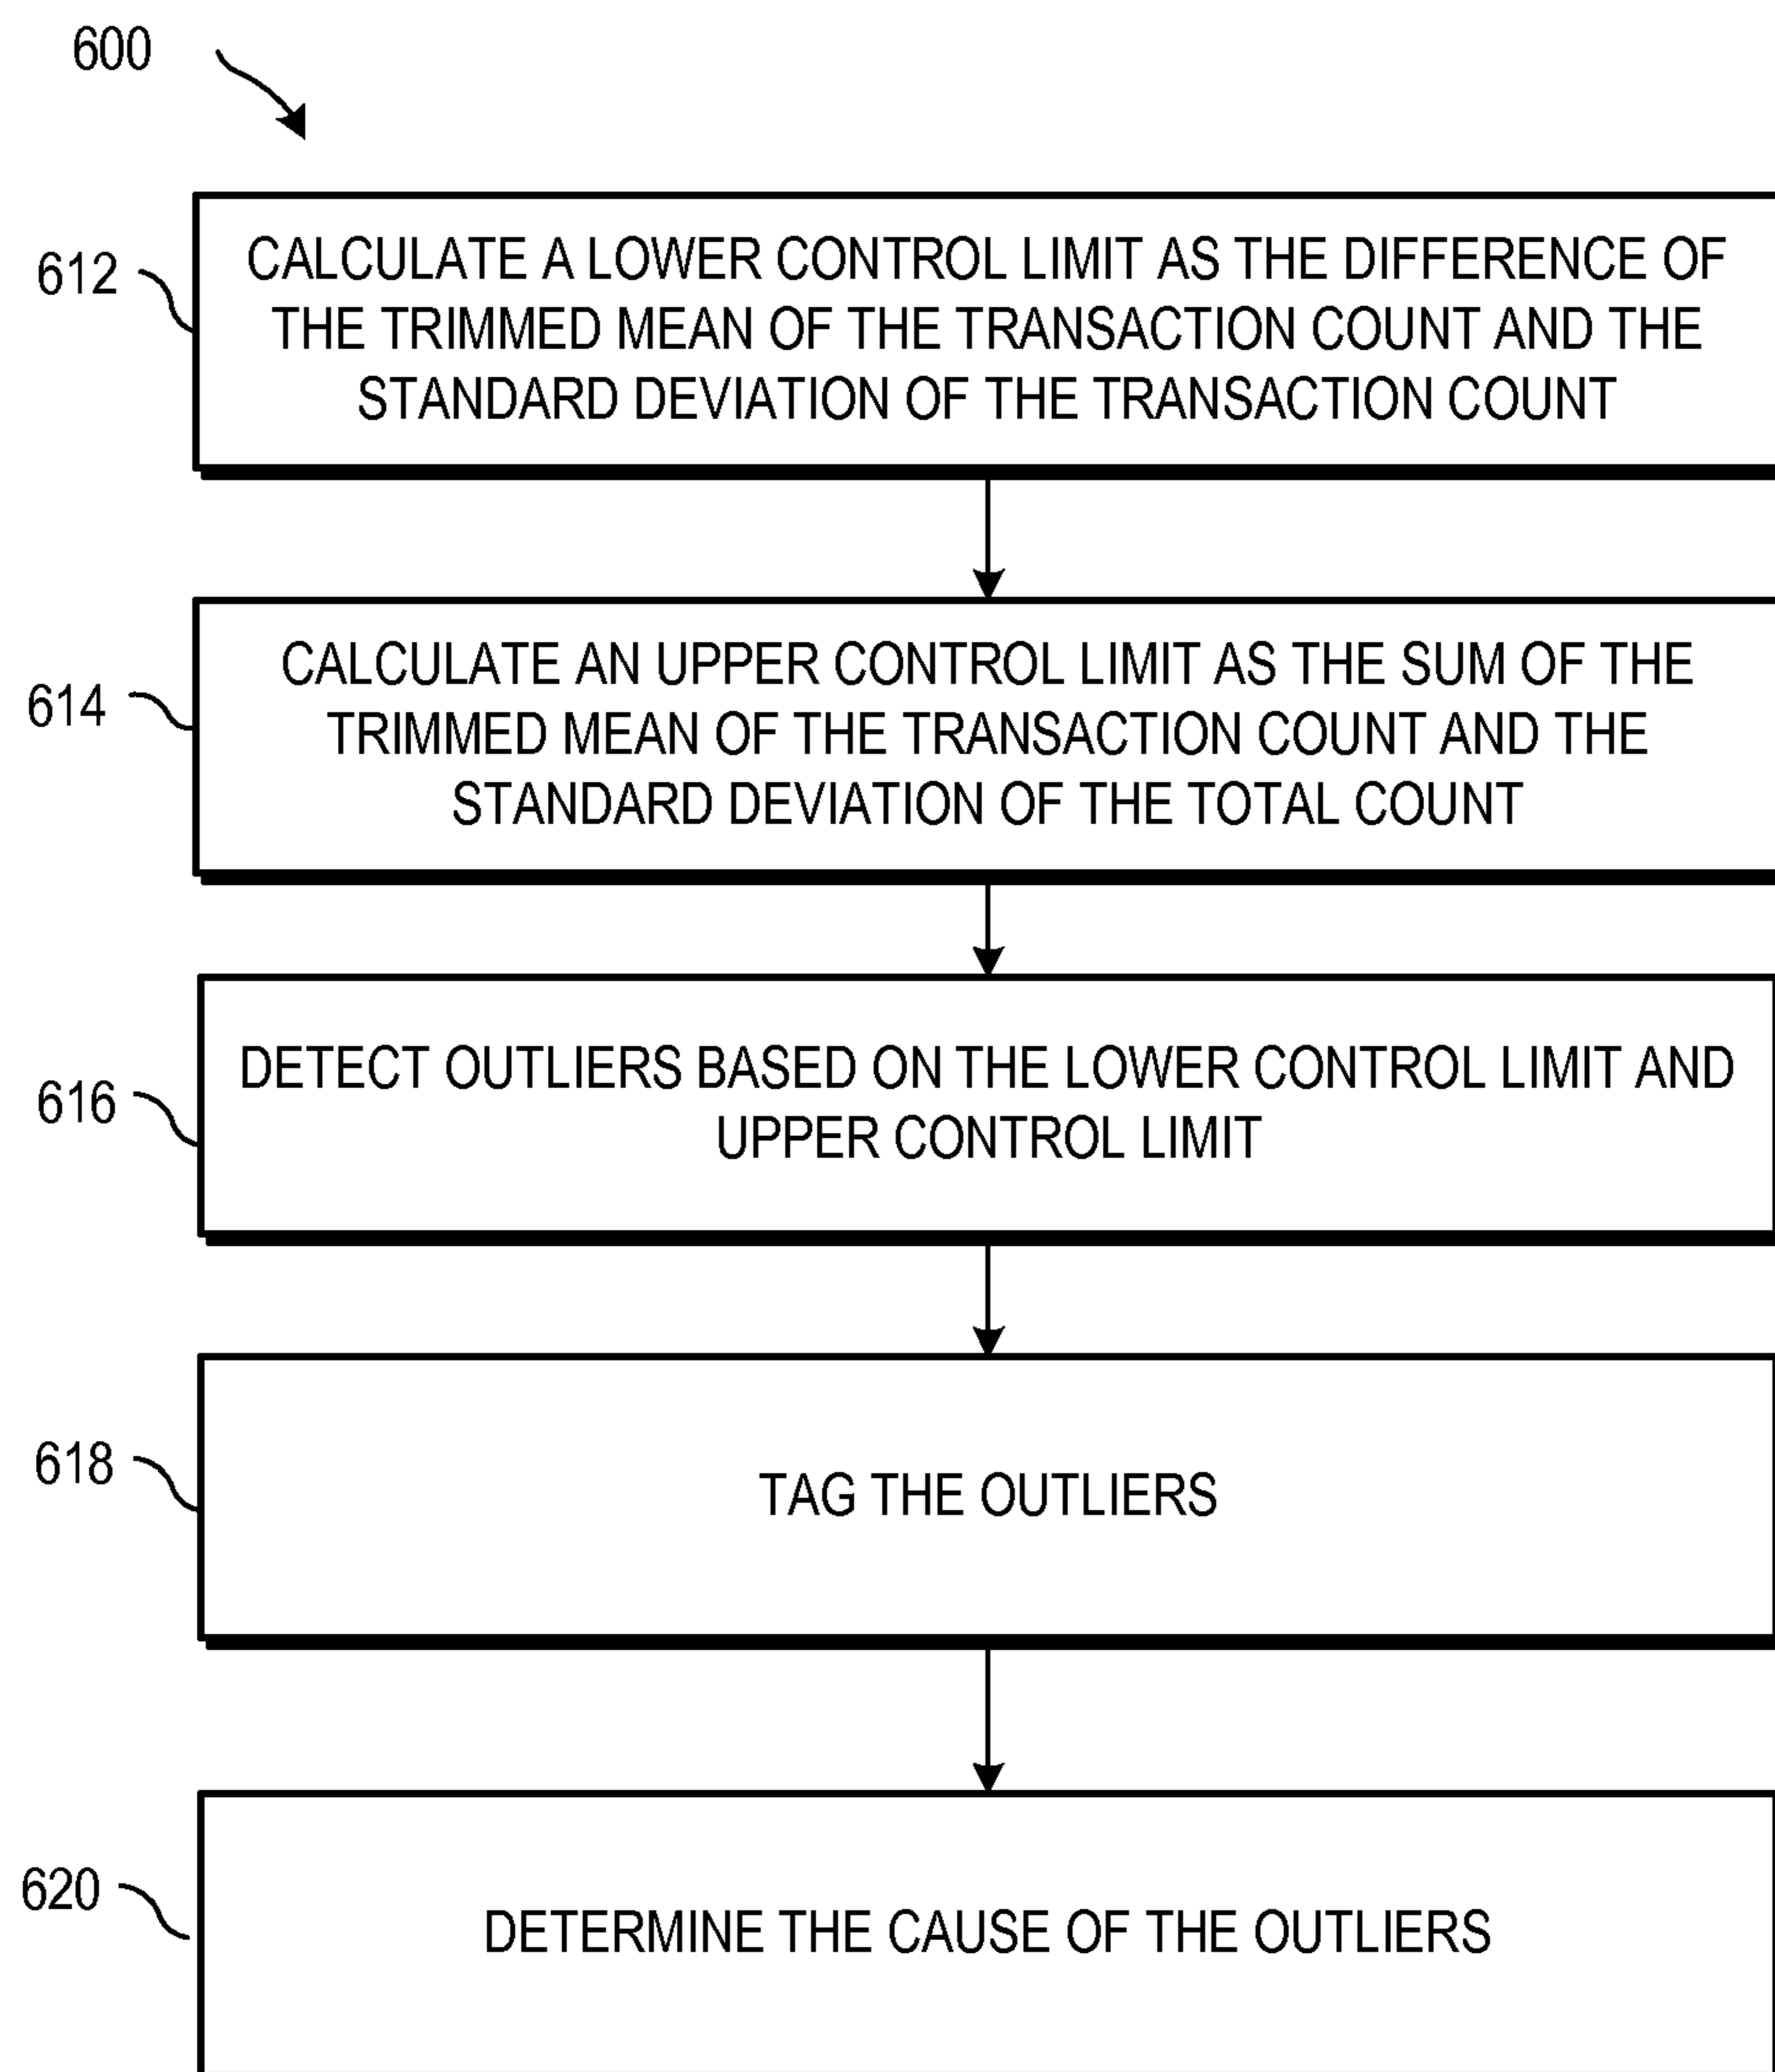 600
612
CALCULATE A LOWER CONTROL LIMIT AS THE DIFFERENCE OF
THE TRIMMED MEAN OF THE TRANSACTION COUNT AND THE
STANDARD DEVIATION OF THE TRANSACTION COUNT
614
CALCULATE AN UPPER CONTROL LIMIT AS THE SUM OF THE
TRIMMED MEAN OF THE TRANSACTION COUNT AND THE
STANDARD DEVIATION OF THE TOTAL COUNT
616
DETECT OUTLIERS BASED ON THE LOWER CONTROL LIMIT AND
UPPER CONTROL LIMIT
618
TAG THE OUTLIERS
620
DETERMINE THE CAUSE OF THE OUTLIERS